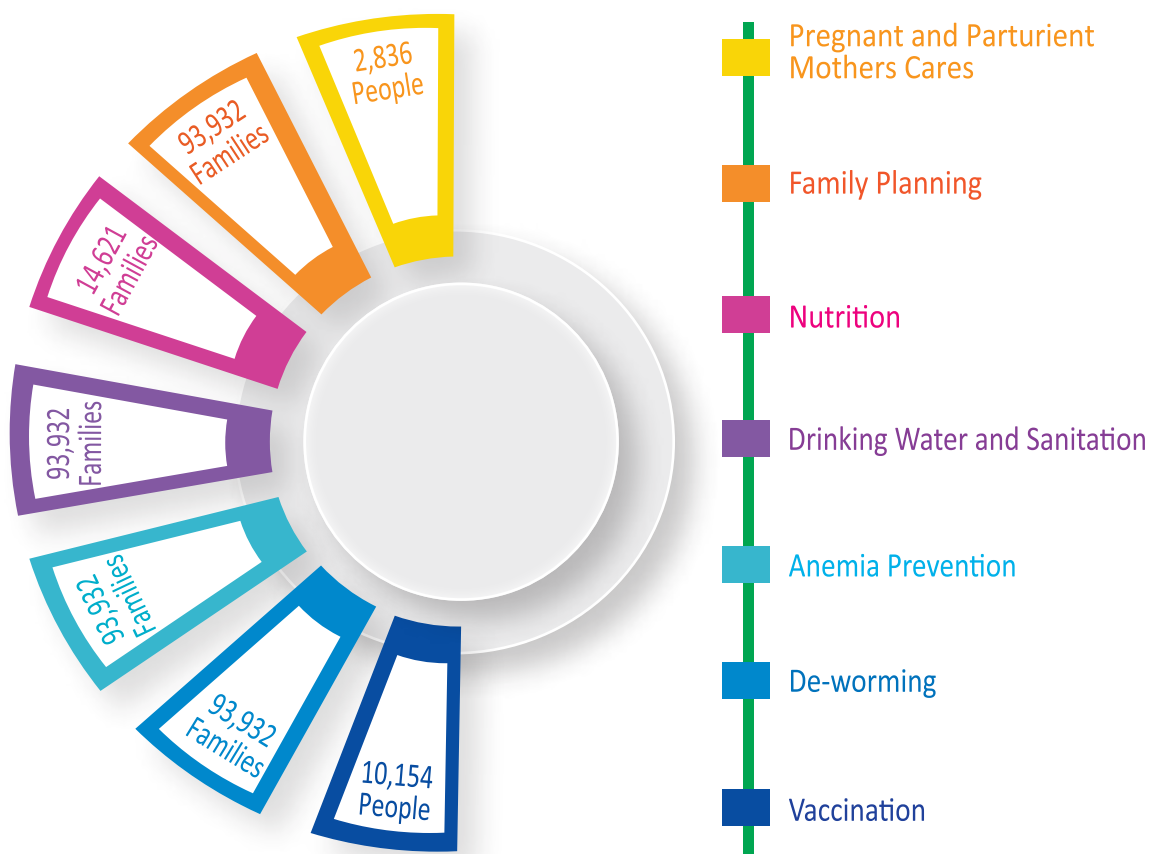 2,836
People
93,932
Families
14,621
Families
93,932
Families
93,932
Families
93,932
Families
10,154
People
Pregnant and Parturient
Mothers Cares
Family Planning
Nutrition
Drinking Water and Sanitation
Anemia Prevention
De-worming
Vaccination